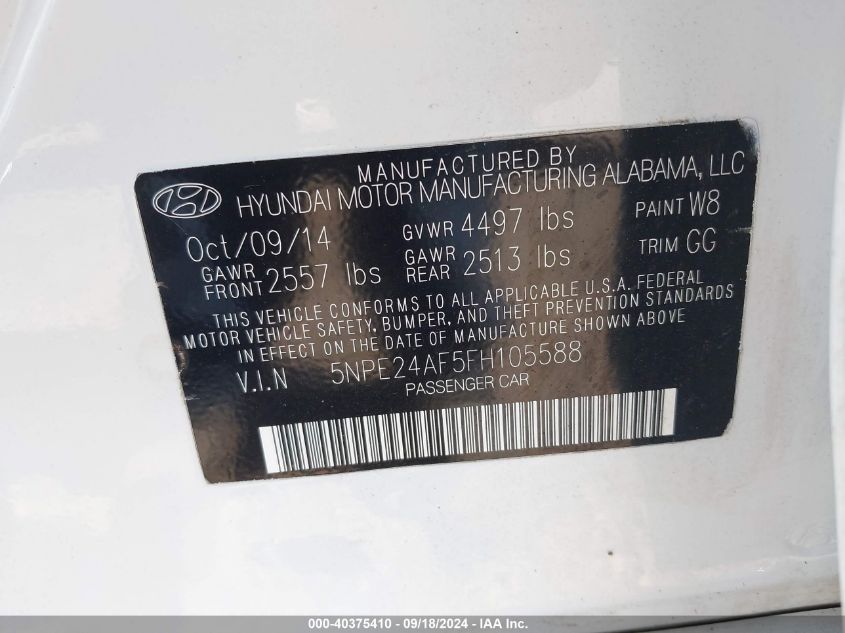 MANUFACTURED BY
HYUNDAI MOTOR MANUFACTURING ALABAMA, LLC
Oct/09/14 GVWR 4497 lbs PAINT W8
GAWR FRONT 2557 lbs GAWR REAR 2513 lbs TRIM GG
THIS VEHICLE CONFORMS TO ALL APPLICABLE U.S.A. FEDERAL
MOTOR VEHICLE SAFETY, BUMPER, AND THEFT PREVENTION STANDARDS
IN EFFECT ON THE DATE OF MANUFACTURE SHOWN ABOVE
V.I.N 5NPE24AF5FH105588
PASSENGER CAR
000-40375410 - 09/18/2024 - IAA Inc.